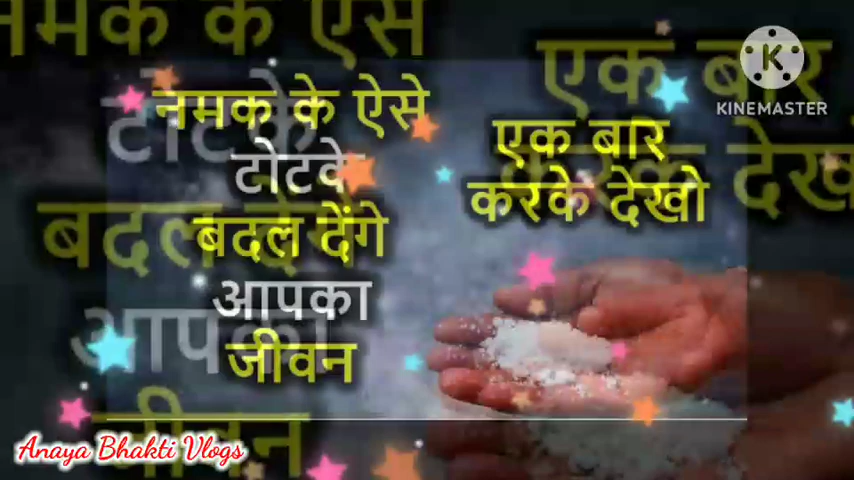 नमक के ऐसे
टोटके
बदल देंगे
आपका
जीवन
एक बार
करके देखो
KINEMASTER
Anaya Bhakti Vlogs